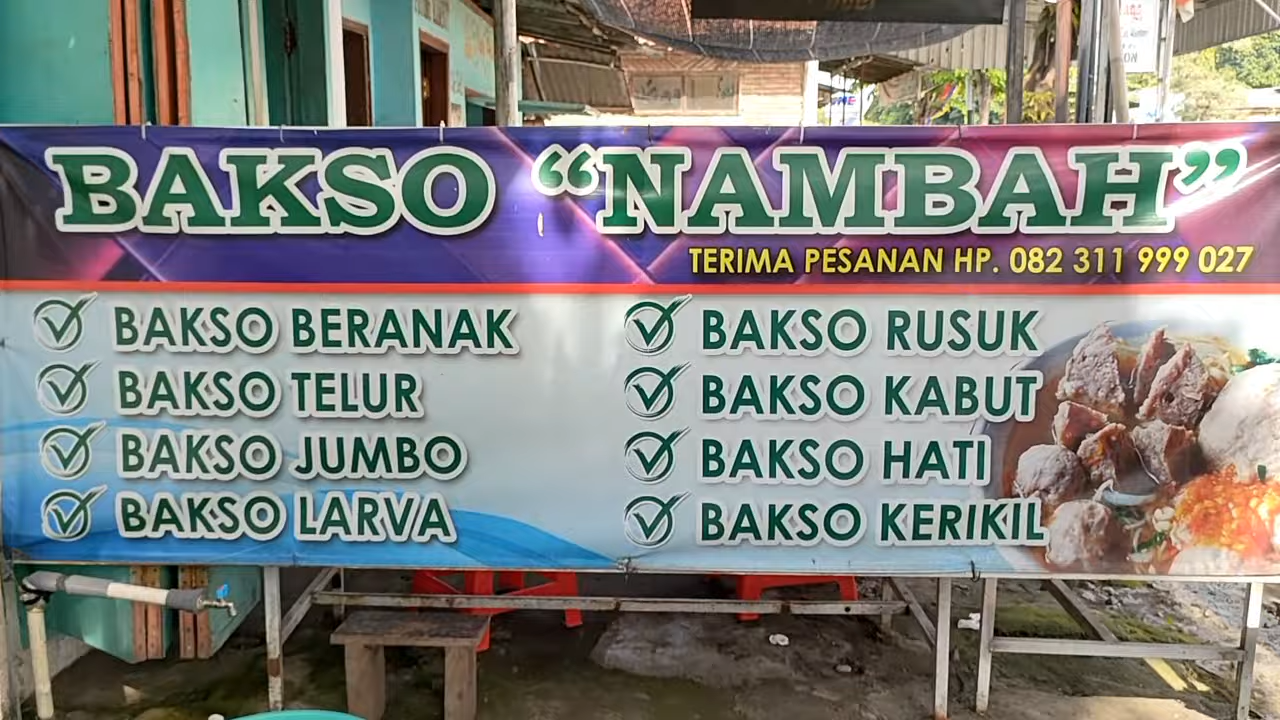 BAKSO “NAMBAH”
TERIMA PESANAN HP. 082 311 999 027
BAKSO BERANAK
BAKSO TELUR
BAKSO JUMBO
BAKSO LARVA
BAKSO RUSUK
BAKSO KABUT
BAKSO HATI
BAKSO KERIKIL